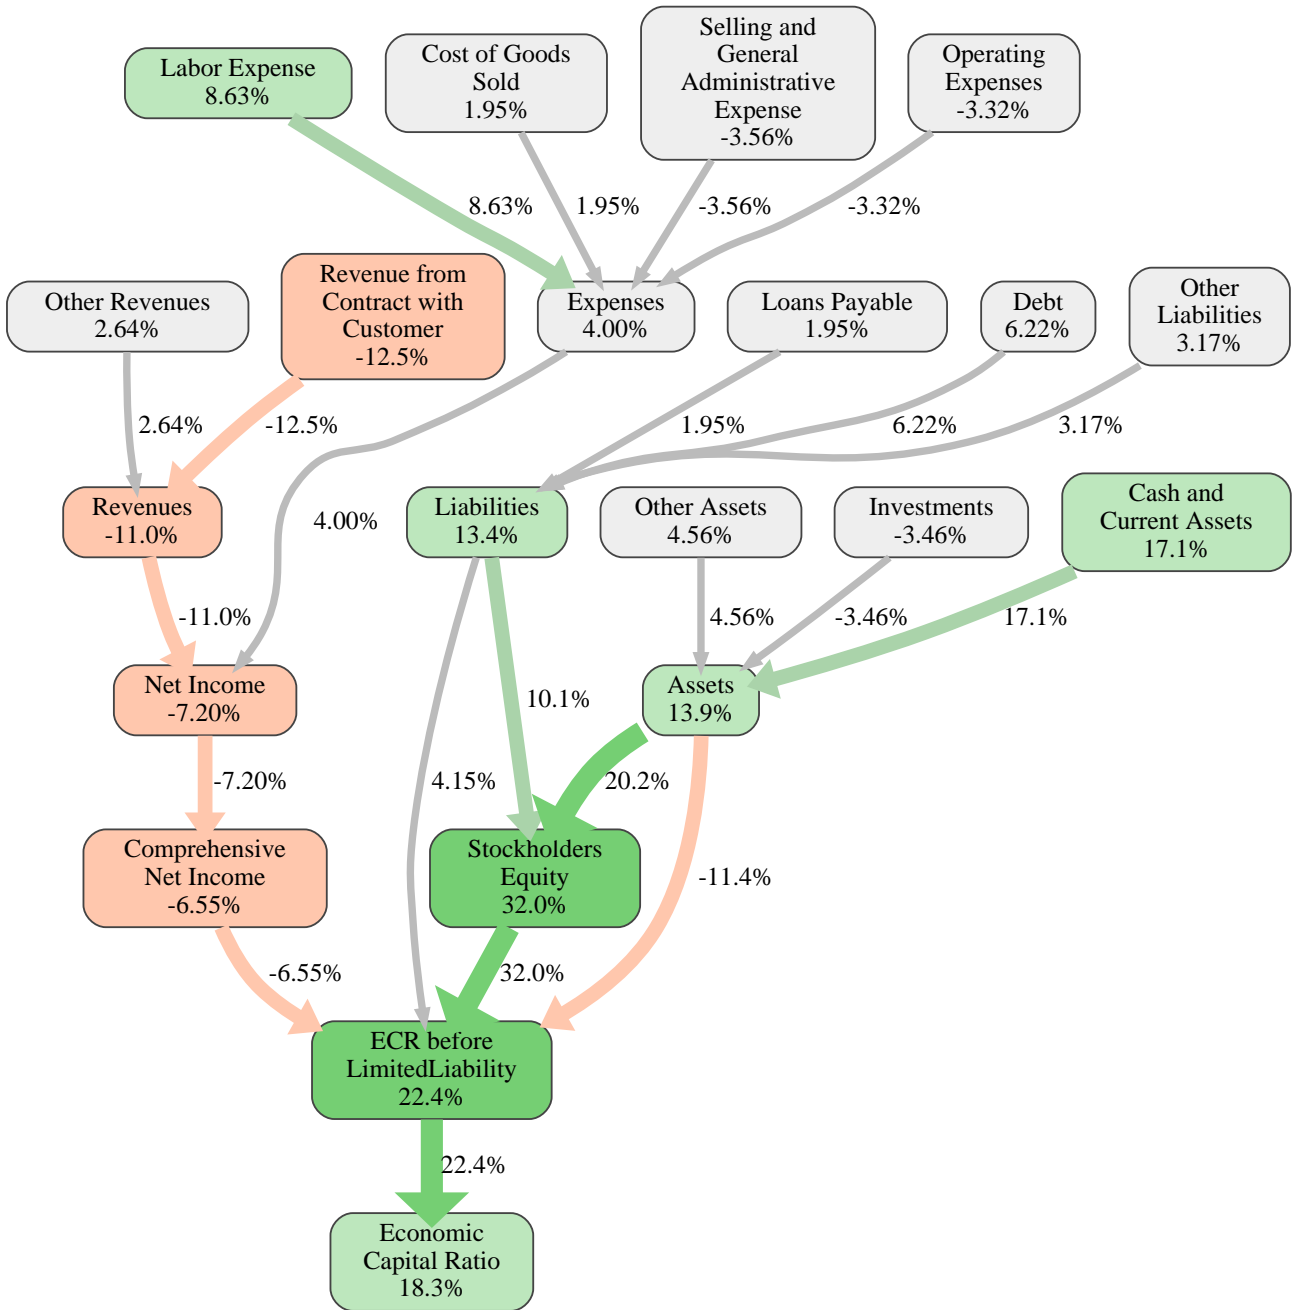 Labor Expense
8.63%
Cost of Goods
Sold
1.95%
Selling and
General
Administrative
Expense
-3.56%
Operating
Expenses
-3.32%
8.63%
1.95%
-3.56%
-3.32%
Other Revenues
2.64%
Revenue from
Contract with
Customer
-12.5%
Expenses
4.00%
Loans Payable
1.95%
Debt
6.22%
Other
Liabilities
3.17%
2.64%
-12.5%
1.95%
6.22%
3.17%
Revenues
-11.0%
4.00%
Liabilities
13.4%
Other Assets
4.56%
Investments
-3.46%
Cash and
Current Assets
17.1%
-11.0%
4.56%
-3.46%
17.1%
Net Income
-7.20%
10.1%
Assets
13.9%
-7.20%
4.15%
20.2%
Comprehensive
Net Income
-6.55%
Stockholders
Equity
32.0%
-11.4%
-6.55%
32.0%
ECR before
LimitedLiability
22.4%
22.4%
Economic
Capital Ratio
18.3%